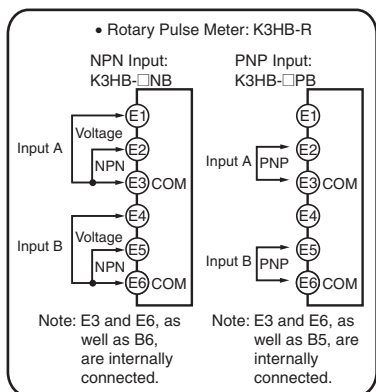 • Rotary Pulse Meter: K3HB-R
NPN Input:
K3HB-□NB
E1
Voltage
Input A
E2
NPN
E3 COM
E4
Voltage
Input B
E5
NPN
E6 COM
Note: E3 and E6, as
well as B6,
are internally
connected.
PNP Input:
K3HB-□PB
E1
E2
Input A PNP
E3 COM
E4
E5
Input B PNP
E6 COM
Note: E3 and E6, as
well as B5, are
internally
connected.